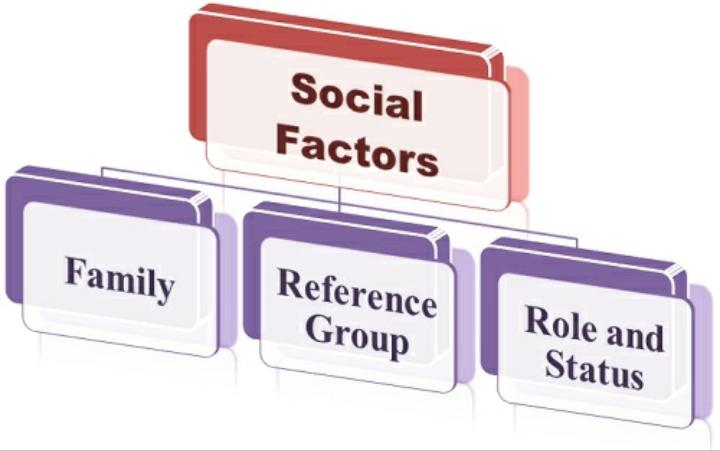 Social
Factors
Family
Reference
Group
Role and
Status